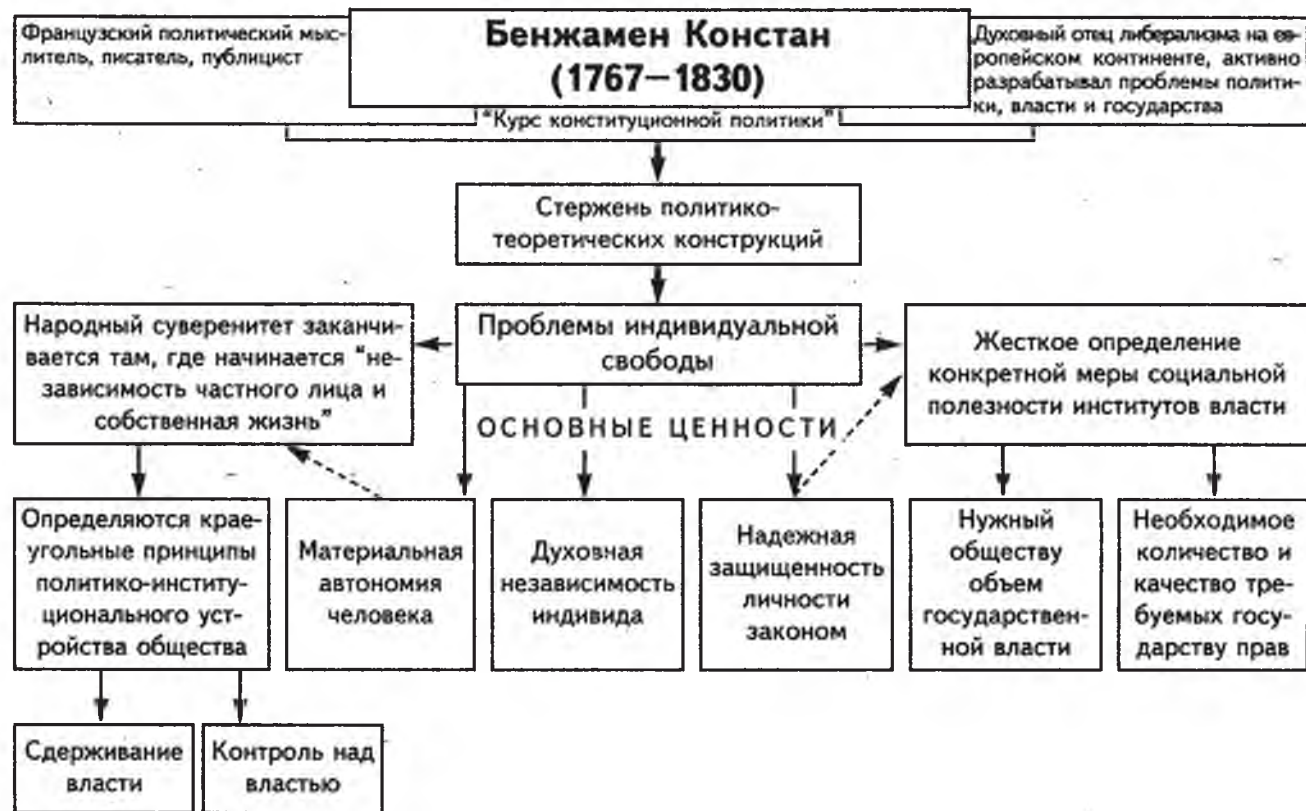 Французский политический мыс-
литель, писатель, публицист
Бенжамен Констан
(1767—1830)
Духовный отец либерализма на ев-
ропейском континенте, активно
разрабатывал проблемы полити-
ки, власти и государства
"Курс конституционной политики"
Стержень политико-
теоретических конструкций
Народный суверенитет заканчи-
вается там, где начинается "не-
зависимость частного лица и
собственная жизнь"
Проблемы индивидуальной
свободы
Жесткое определение
конкретной меры социальной
полезности институтов власти
ОСНОВНЫЕ ЦЕННОСТИ
Определяются крае-
угольные принципы
политико-институ-
ционального уст-
ройства общества
Материальная
автономия
человека
Духовная
независимость
индивида
Надежная
защищенность
личности
законом
Нужный
обществу
объем
государствен-
ной власти
Необходимое
количество и
качество тре-
буемых госу-
дарству прав
Сдерживание
власти
Контроль над
властью